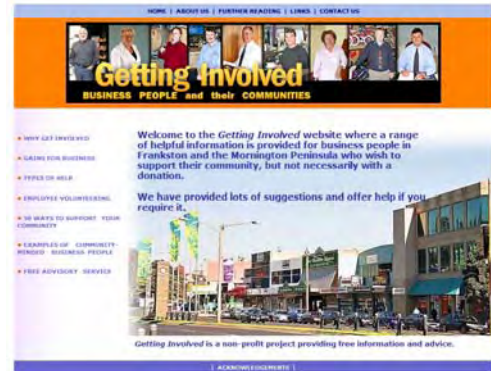 HOME | ABOUT US | FURTHER READING | LINKS | CONTACT US
Getting Involved
BUSINESS PEOPLE and their COMMUNITIES
WHY GET INVOLVED
GAINS FOR BUSINESS
TYPES OF HELP
EMPLOYEE VOLUNTEERING
50 WAYS TO SUPPORT YOUR
COMMUNITY
EXAMPLES OF COMMUNITY-
MINDED BUSINESS PEOPLE
FREE ADVISORY SERVICE
Welcome to the Getting Involved website where a range
of helpful information is provided for business people in
Frankston and the Mornington Peninsula who wish to
support their community, but not necessarily with a
donation.
We have provided lots of suggestions and offer help if you
require it.
Getting Involved is a non-profit project providing free information and advice.
| ACKNOWLEDGEMENTS |